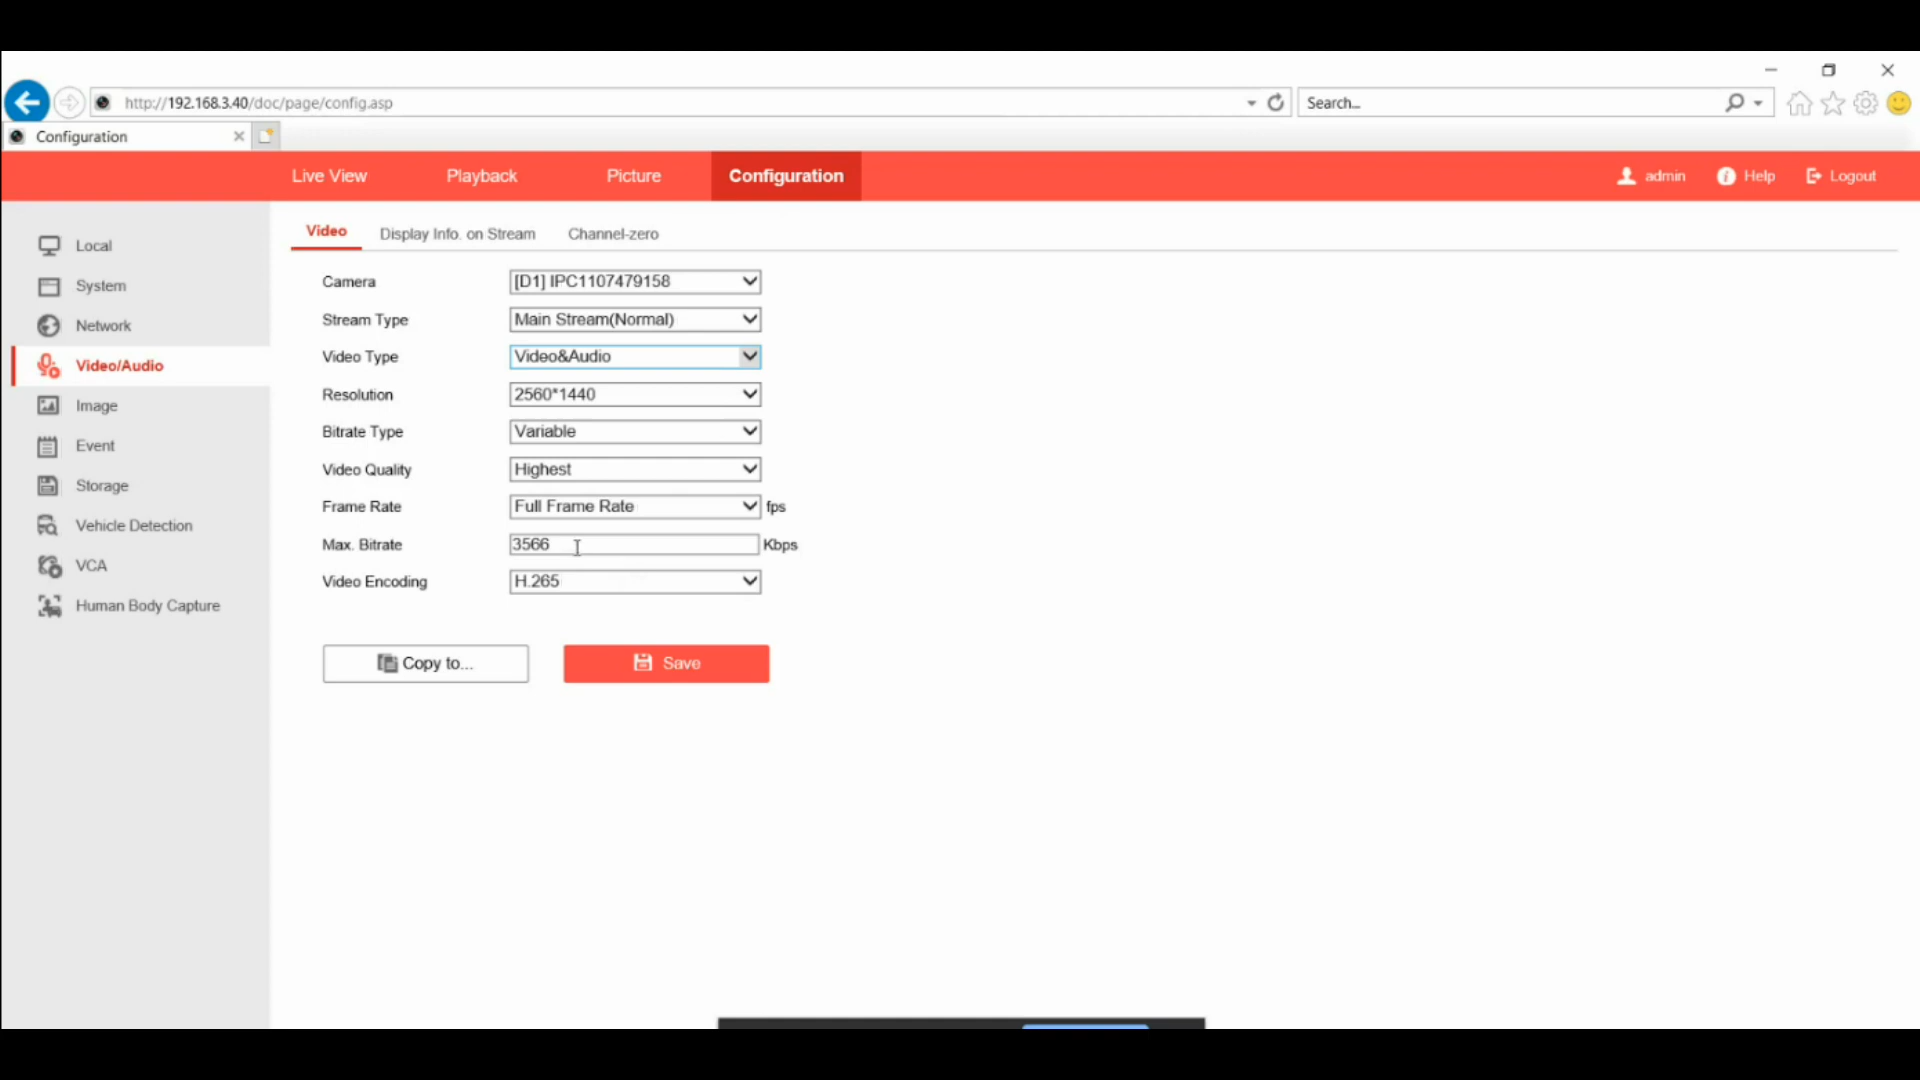 http://192.168.3.40/doc/page/config.asp
Search...
Configuration
Live View
Playback
Picture
Configuration
admin
Help
Logout
Local
System
Network
Video/Audio
Image
Event
Storage
Vehicle Detection
VCA
Human Body Capture
Video
Display Info. on Stream
Channel-zero
Camera
[D1] IPC1107479158
Stream Type
Main Stream(Normal)
Video Type
Video&Audio
Resolution
2560*1440
Bitrate Type
Variable
Video Quality
Highest
Frame Rate
Full Frame Rate
fps
Max. Bitrate
3566
Kbps
Video Encoding
H.265
Copy to...
Save